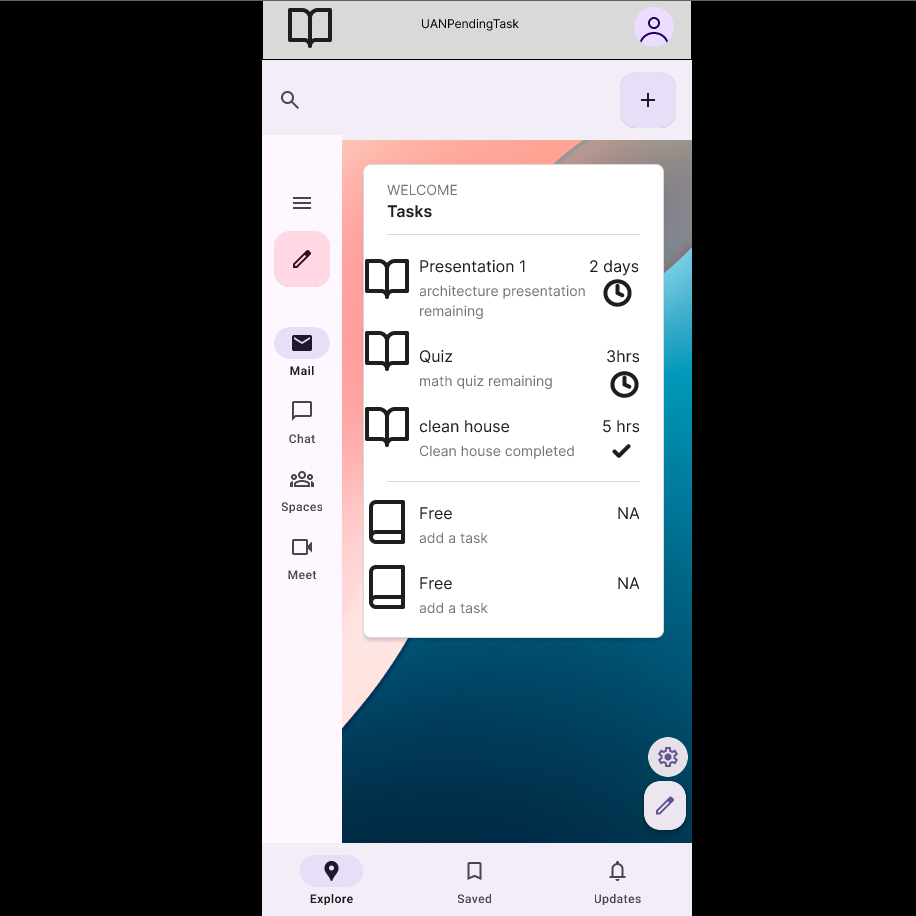 UANPendingTask
WELCOME
Tasks
Presentation 1
2 days
architecture presentation
remaining
Quiz
3hrs
math quiz remaining
clean house
5 hrs
Clean house completed
Free
NA
add a task
Free
NA
add a task
Mail
Chat
Spaces
Meet
Explore
Saved
Updates